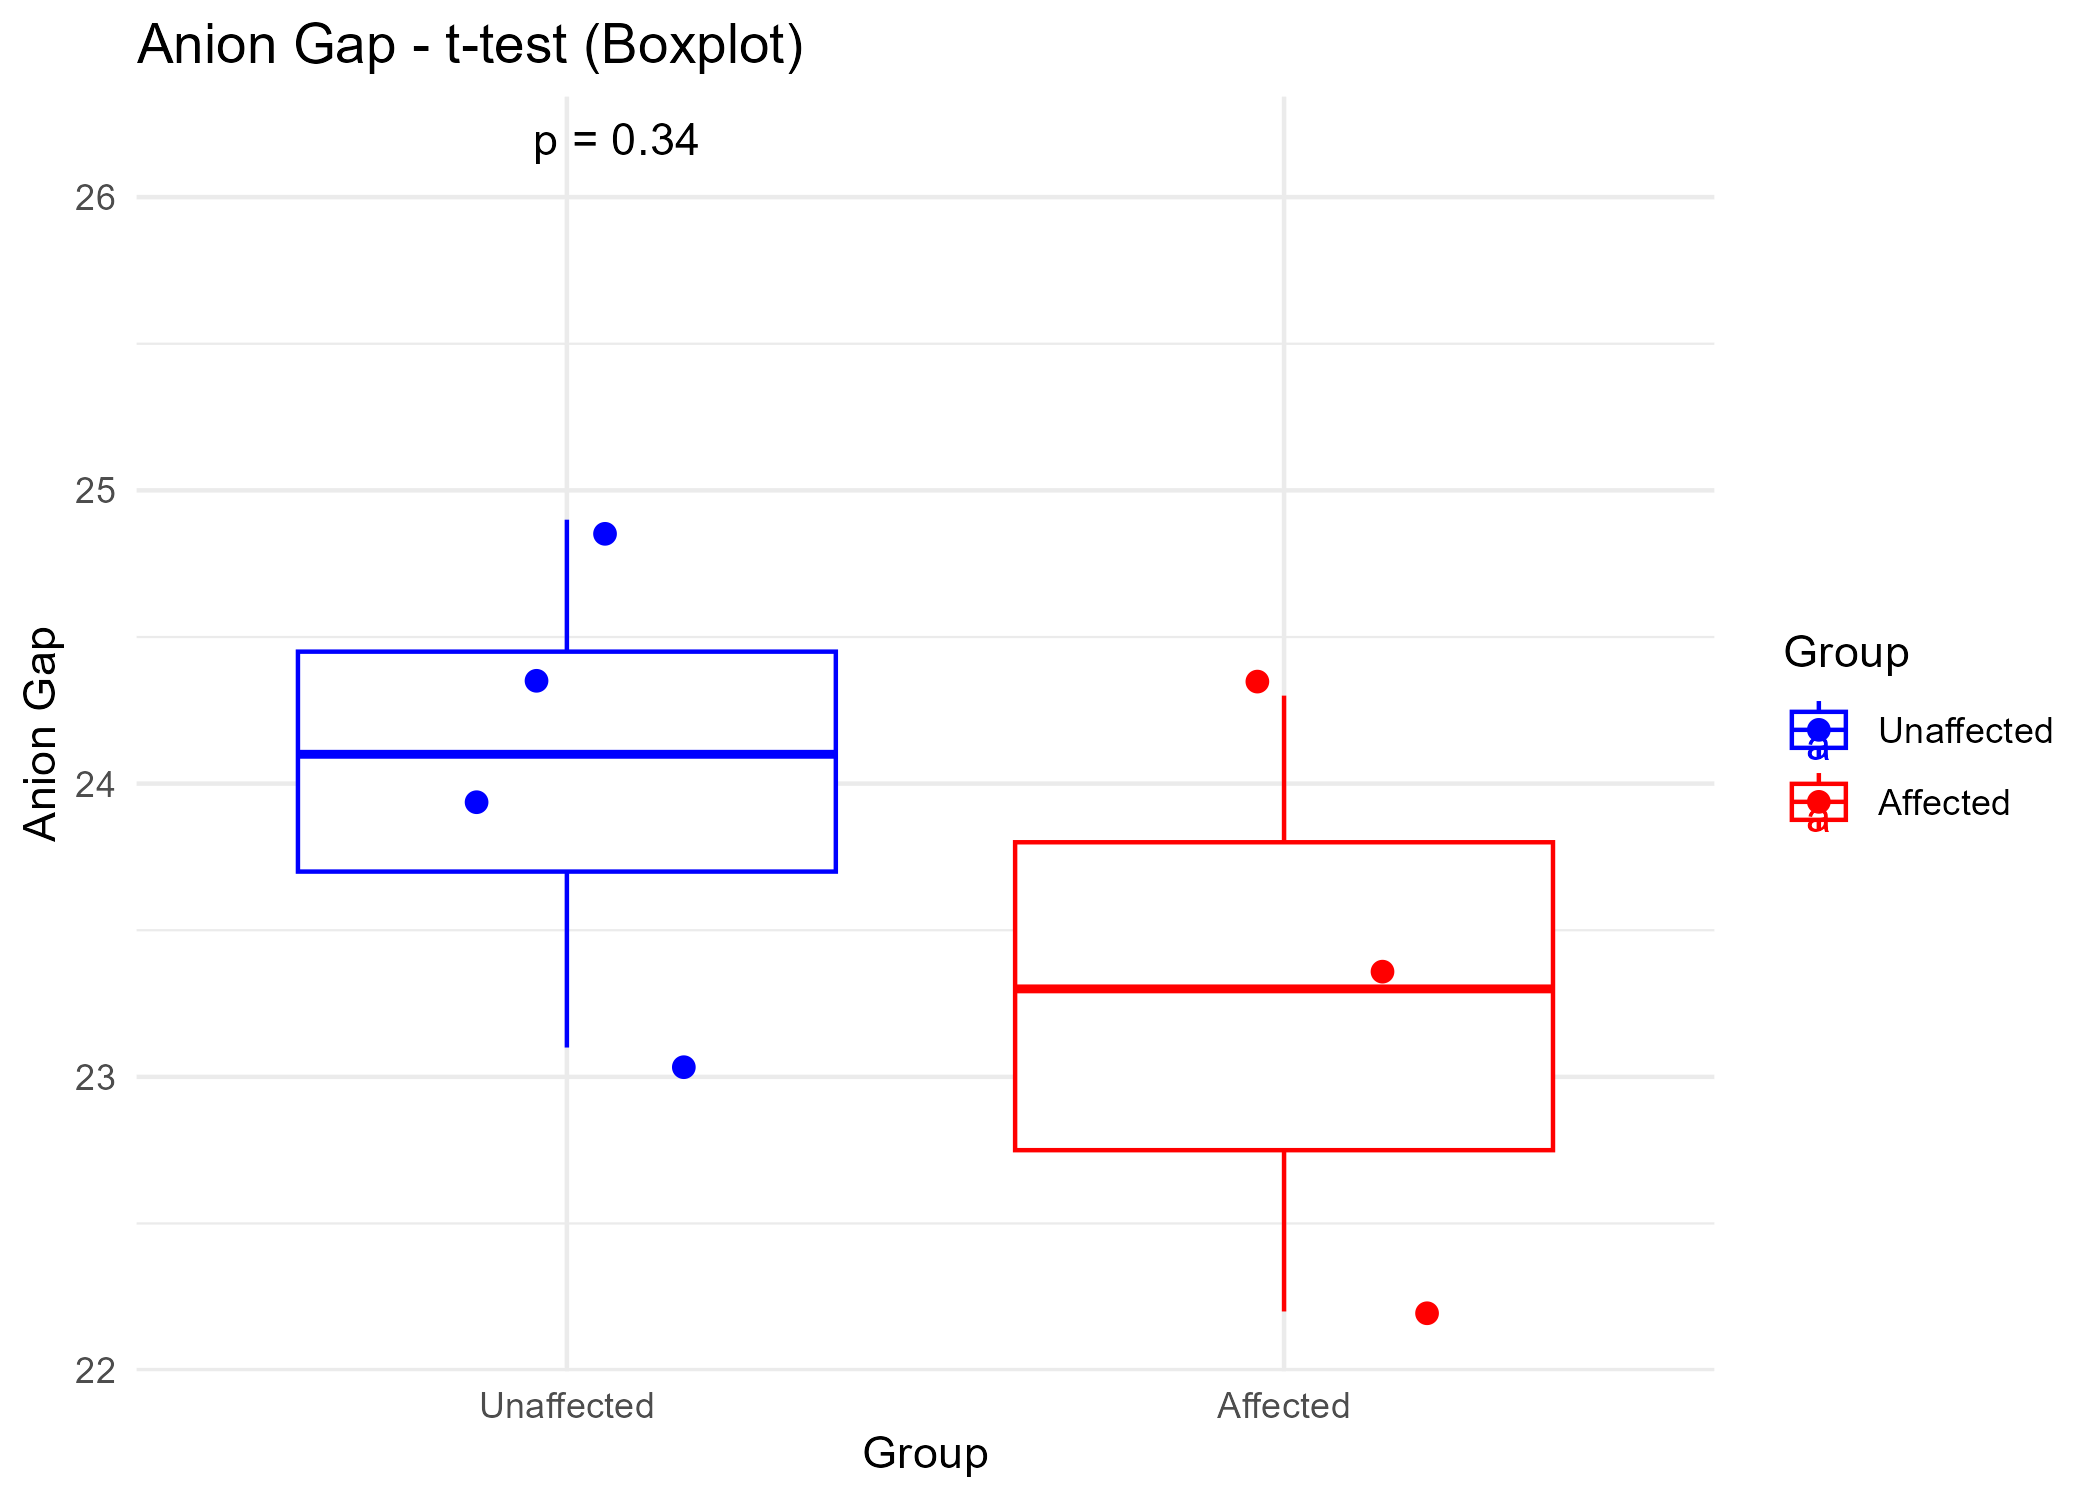 Anion Gap - t-test (Boxplot)
p = 0.34
26
25
24
23
22
Anion Gap
Unaffected
Affected
Group
Group
a
Unaffected
a
Affected